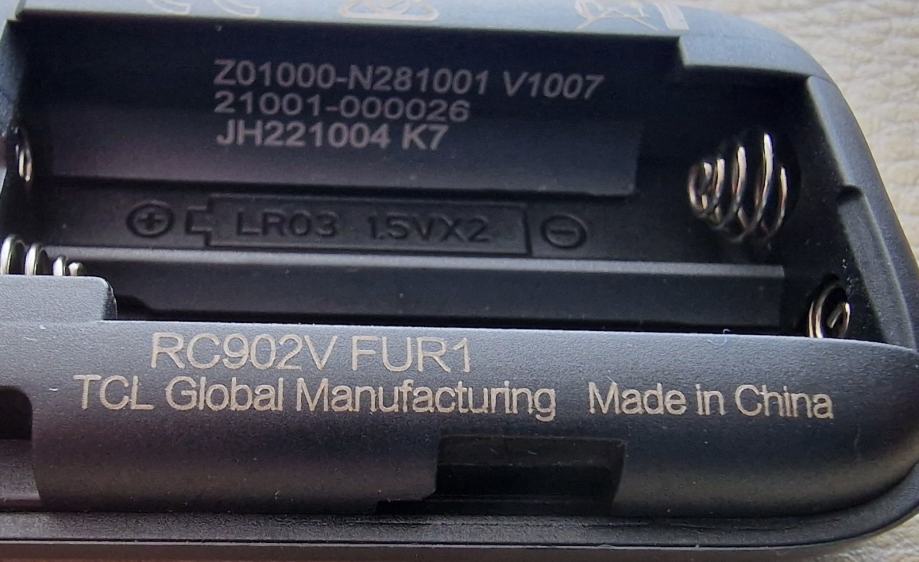 Z01000-N281001 V1007
21001-000026
JH221004 K7
LR03 1.5VX2
RC902V FUR1
TCL Global Manufacturing Made in China